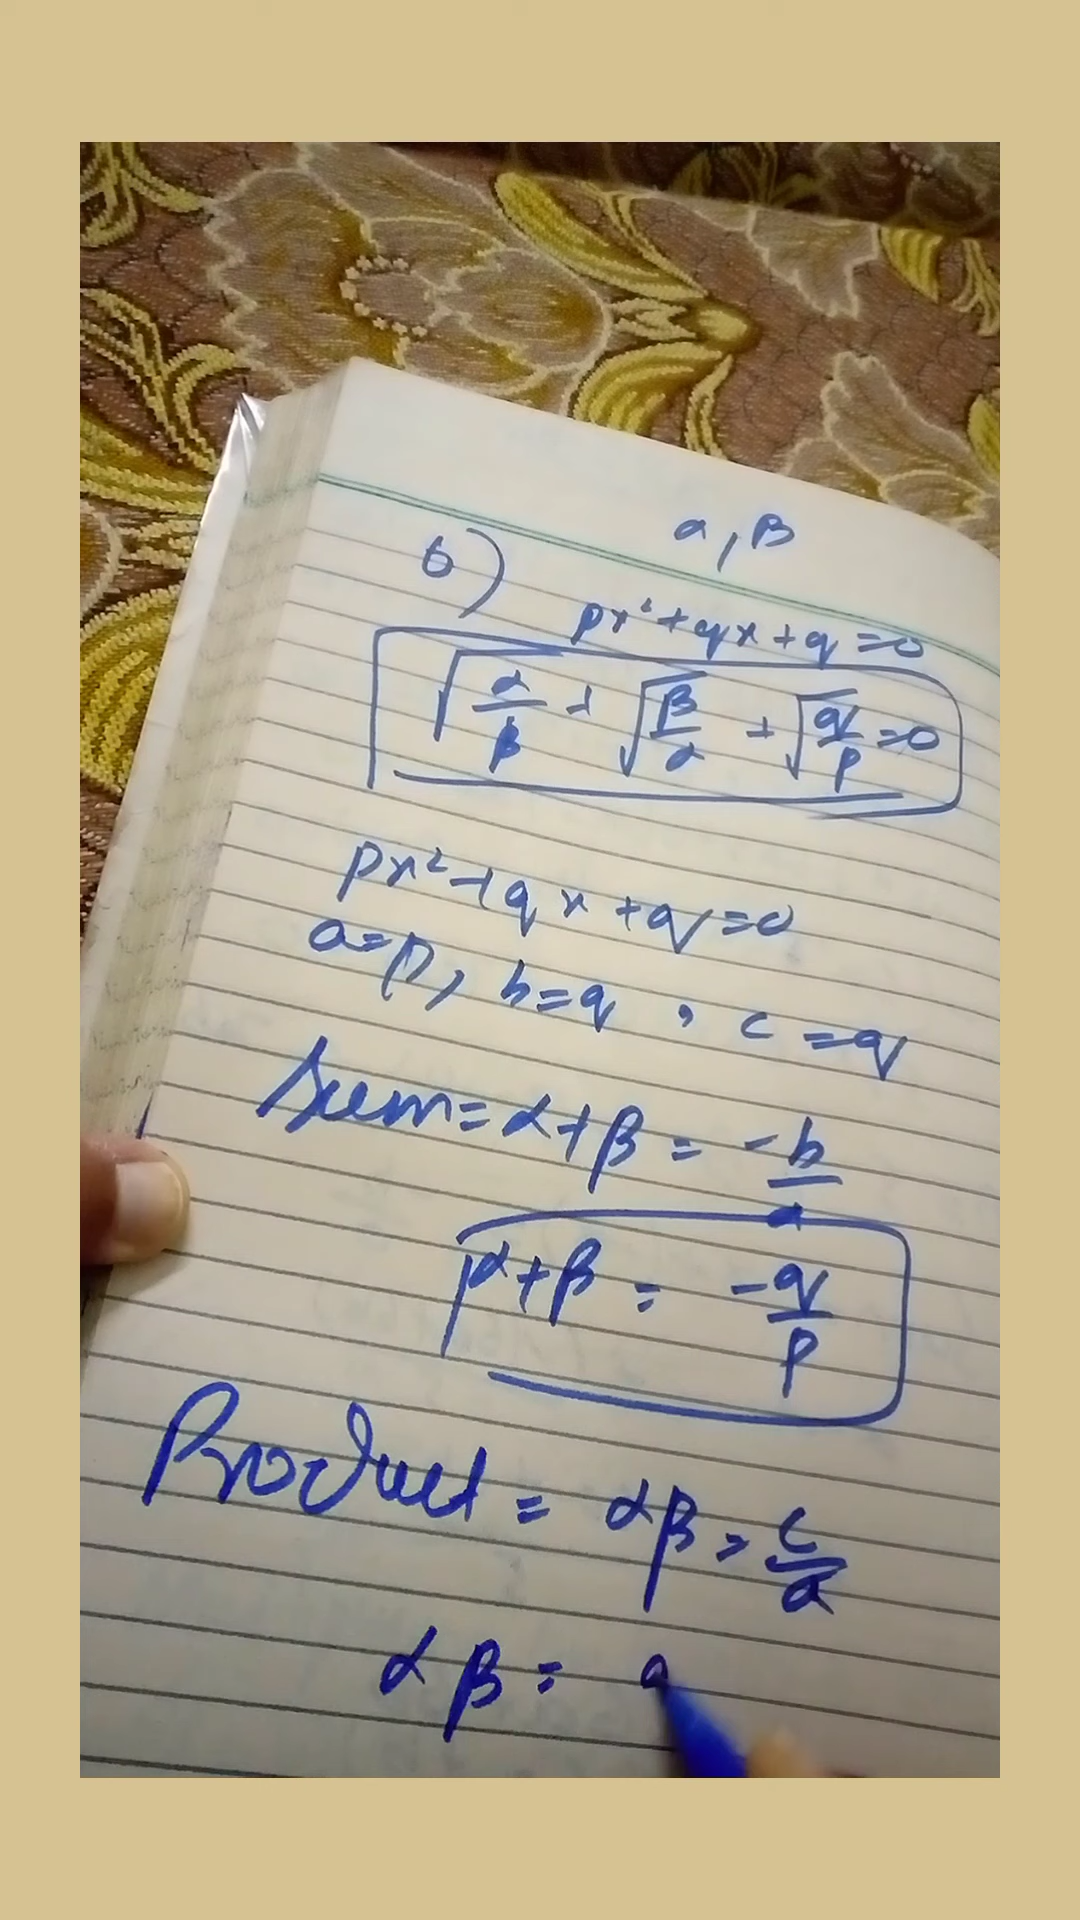 α, β
6)
px² + qx + q = 0
√α/β + √β/α + √q/p = 0
px² + qx + q = 0
a = p, b = q, c = q
Sum = α + β = -b/a
α + β = -q/p
Product = αβ = c/a
αβ = q